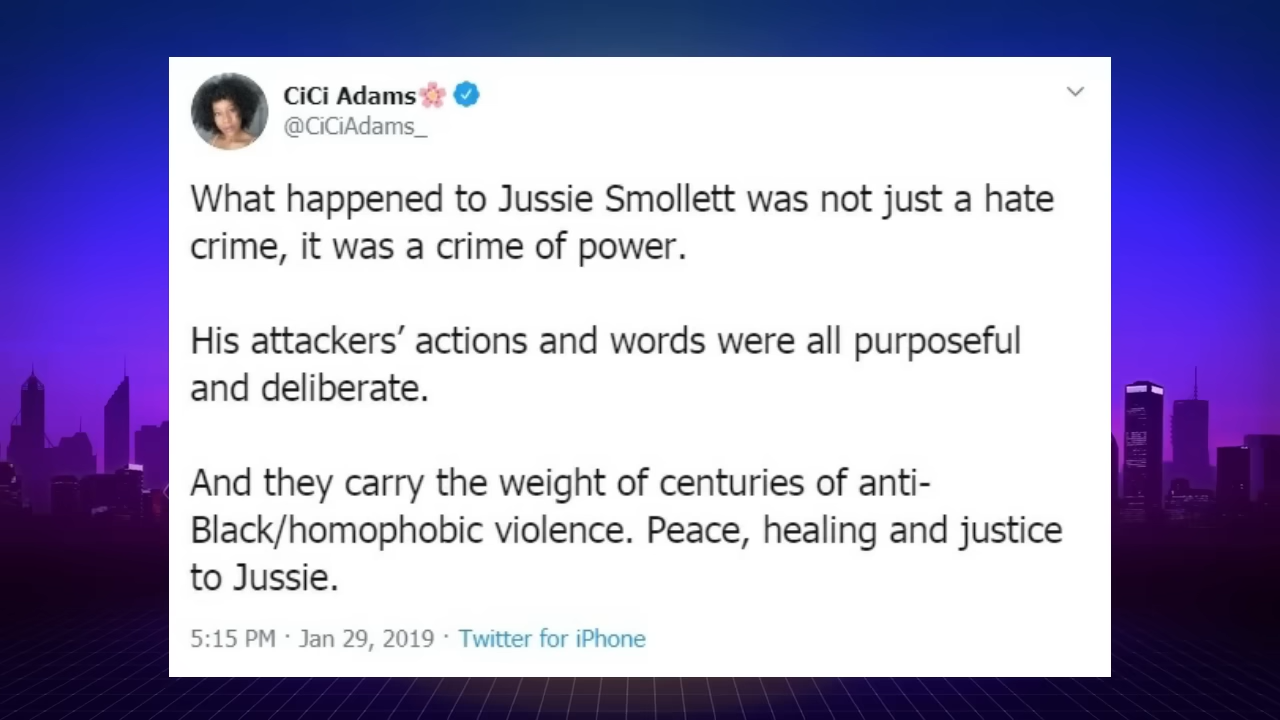 CiCi Adams🌸
@CiCiAdams_
What happened to Jussie Smollett was not just a hate
crime, it was a crime of power.
His attackers’ actions and words were all purposeful
and deliberate.
And they carry the weight of centuries of anti-
Black/homophobic violence. Peace, healing and justice
to Jussie.
5:15 PM · Jan 29, 2019 · Twitter for iPhone